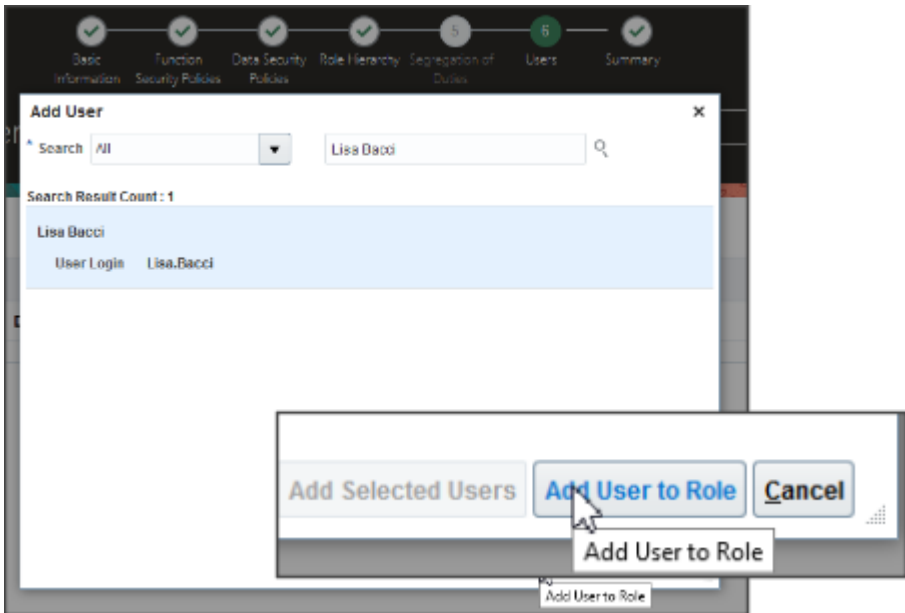 5 6
Basic Information
Function Security Policies
Data Security Policies
Role Hierarchy
Segregation of Duties
Users
Summary
Add User
* Search All Lisa Bacci
Search Result Count : 1
Lisa Bacci
User Login Lisa.Bacci
Add Selected Users Add User to Role Cancel
Add User to Role
Add User to Role